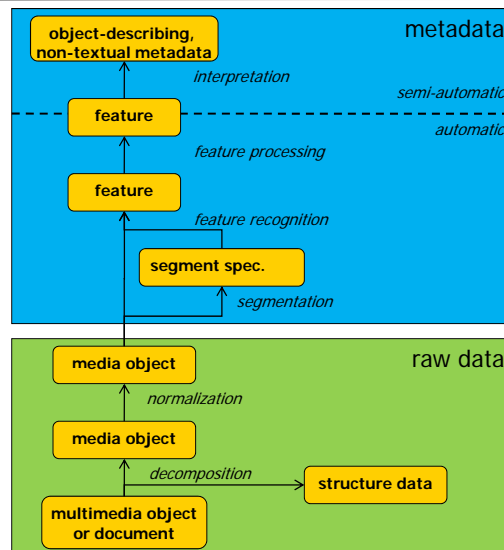 metadata
object-describing,
non-textual metadata
interpretation
semi-automatic
feature
automatic
feature processing
feature
feature recognition
segment spec.
segmentation
raw data
media object
normalization
media object
decomposition
structure data
multimedia object
or document